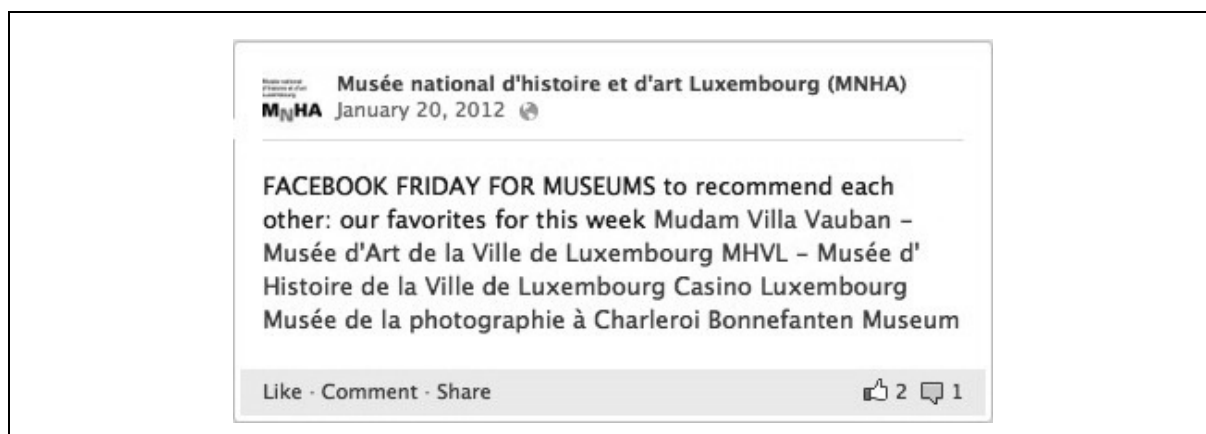 Musée national d'histoire et d'art Luxembourg (MNHA)
MNHA January 20, 2012
FACEBOOK FRIDAY FOR MUSEUMS to recommend each
other: our favorites for this week Mudam Villa Vauban –
Musée d'Art de la Ville de Luxembourg MHVL – Musée d'
Histoire de la Ville de Luxembourg Casino Luxembourg
Musée de la photographie à Charleroi Bonnefanten Museum
Like · Comment · Share 2 1